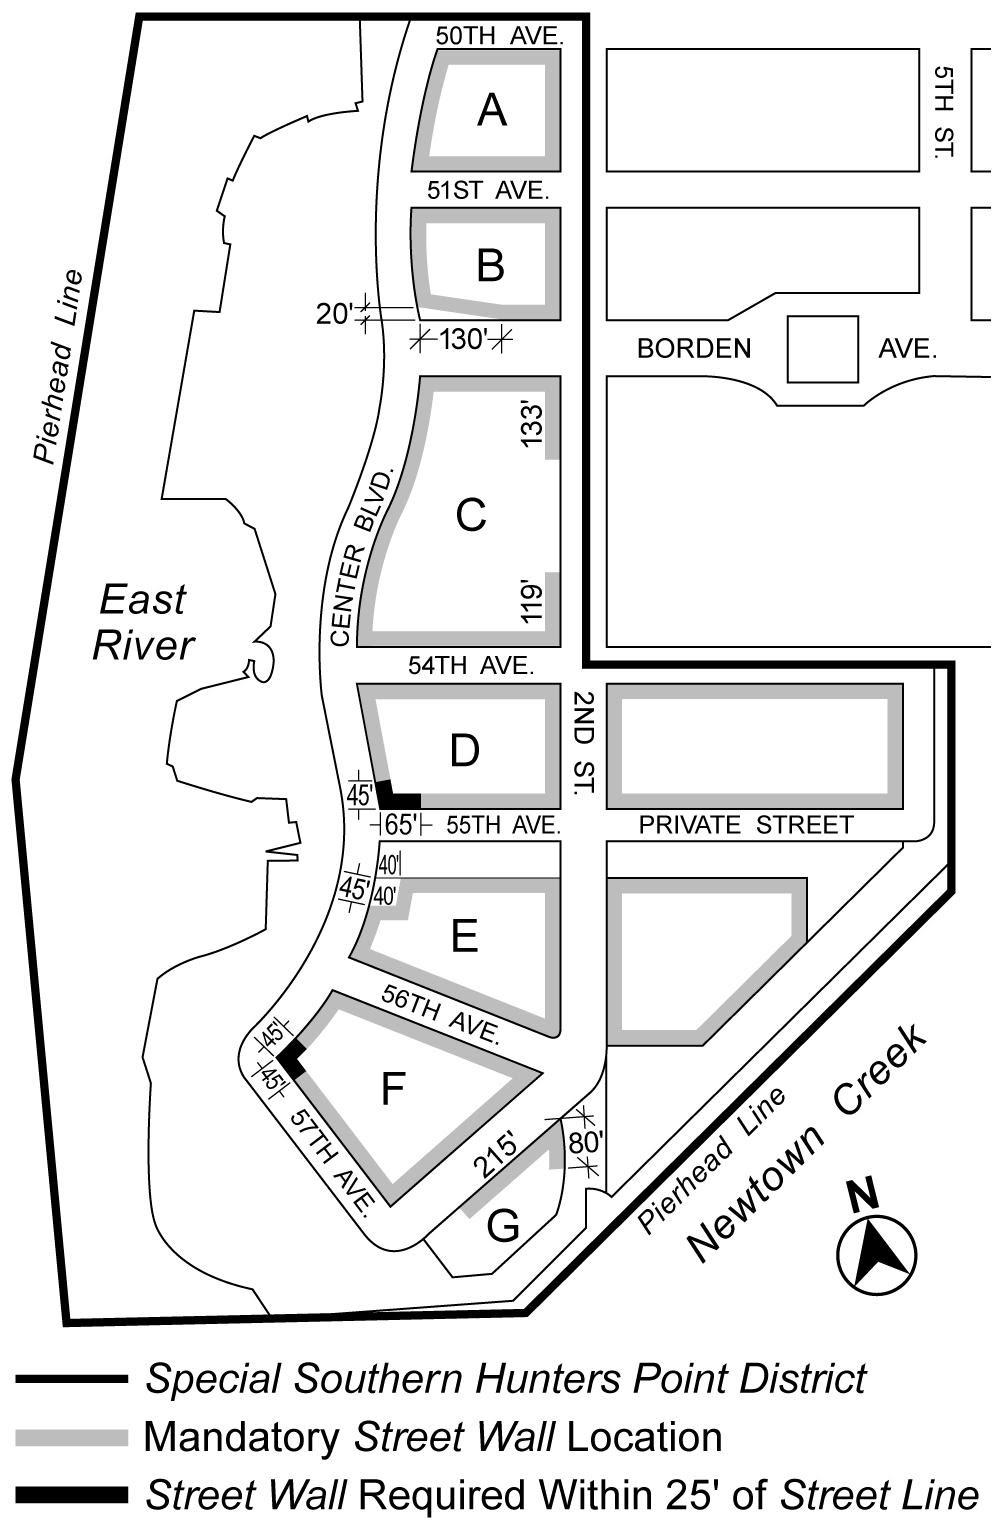 50TH AVE.
A
5TH ST.
51ST AVE.
B
20'
130'
BORDEN AVE.
Pierhead Line
133'
C
CENTER BLVD.
119'
East
River
54TH AVE.
2ND ST.
D
45'
65'
55TH AVE.
PRIVATE STREET
40'
45'
40'
E
56TH AVE.
45'
45'
F
57TH AVE.
215'
80'
G
Pierhead Line
Newtown Creek
N
Special Southern Hunters Point District
Mandatory Street Wall Location
Street Wall Required Within 25' of Street Line